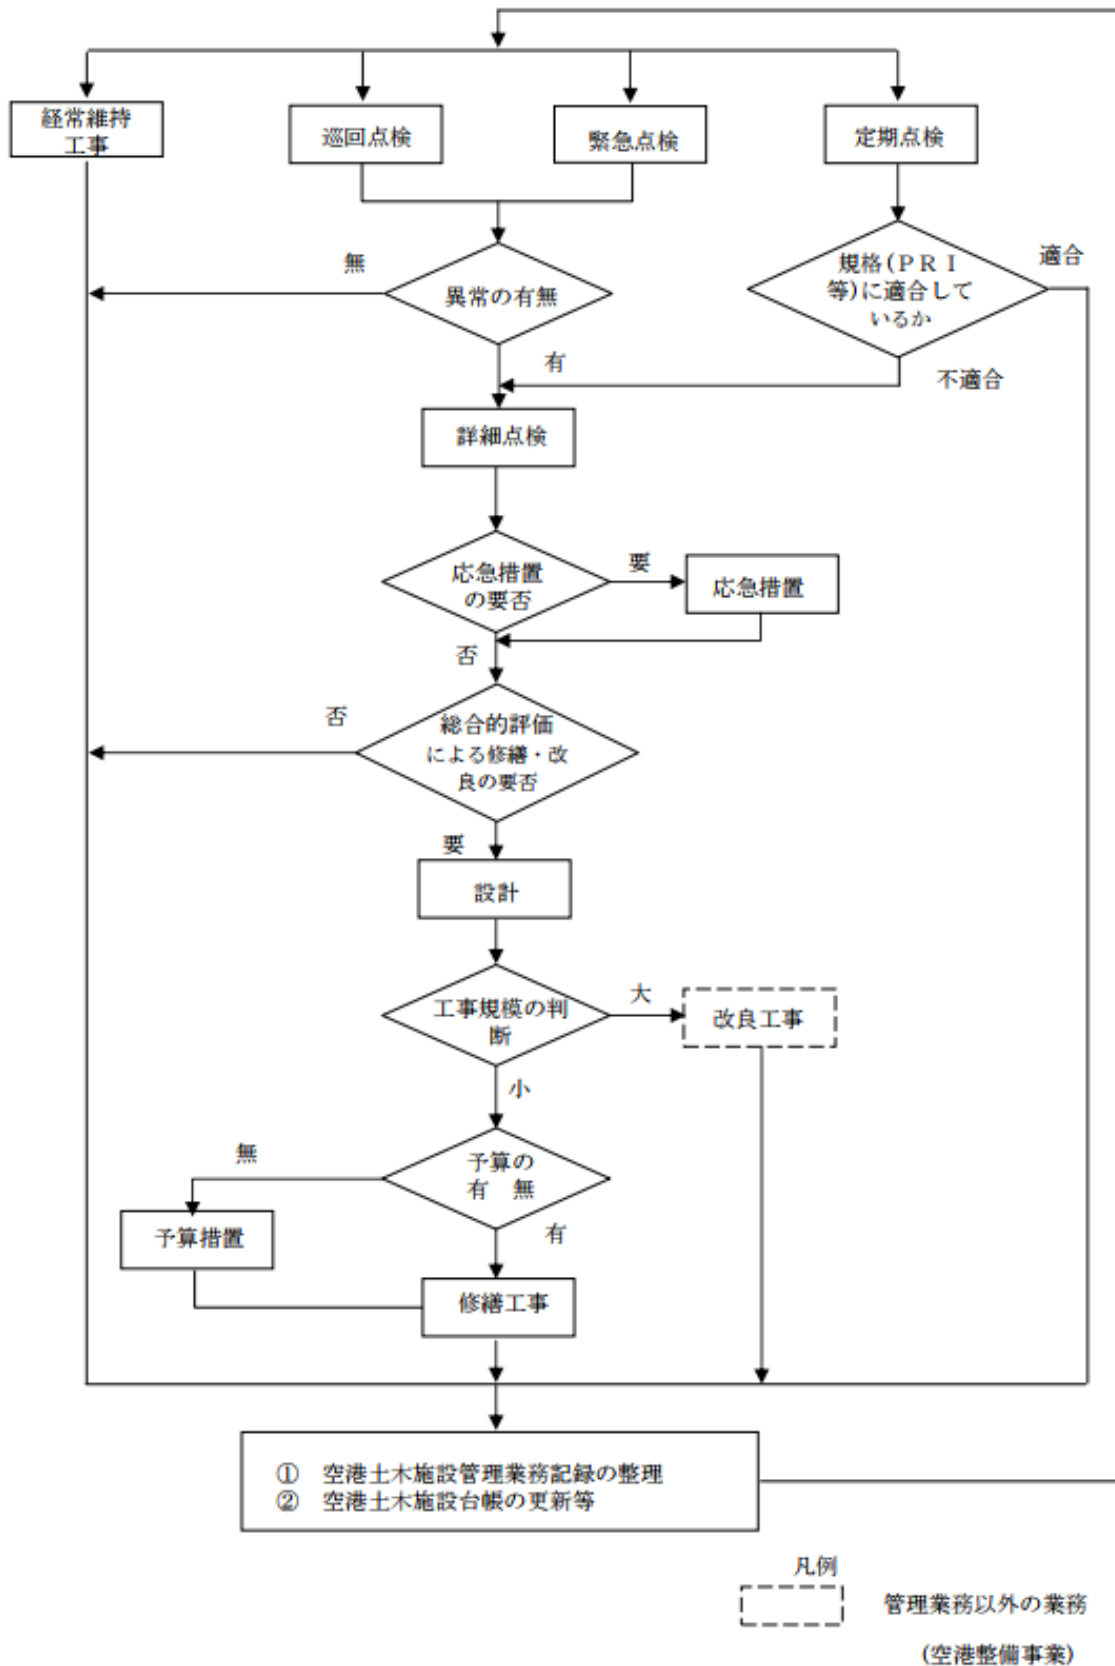 経常維持
工事
巡回点検
緊急点検
定期点検
無
異常の有無
規格(ＰＲＩ
等)に適合して
いるか
適合
有
不適合
詳細点検
応急措置
の要否
要
応急措置
否
否
総合的評価
による修繕・改
良の要否
要
設計
工事規模の判
断
大
改良工事
小
無
予算の
有　無
予算措置
有
修繕工事
①　空港土木施設管理業務記録の整理
②　空港土木施設台帳の更新等
凡例
管理業務以外の業務
(空港整備事業)